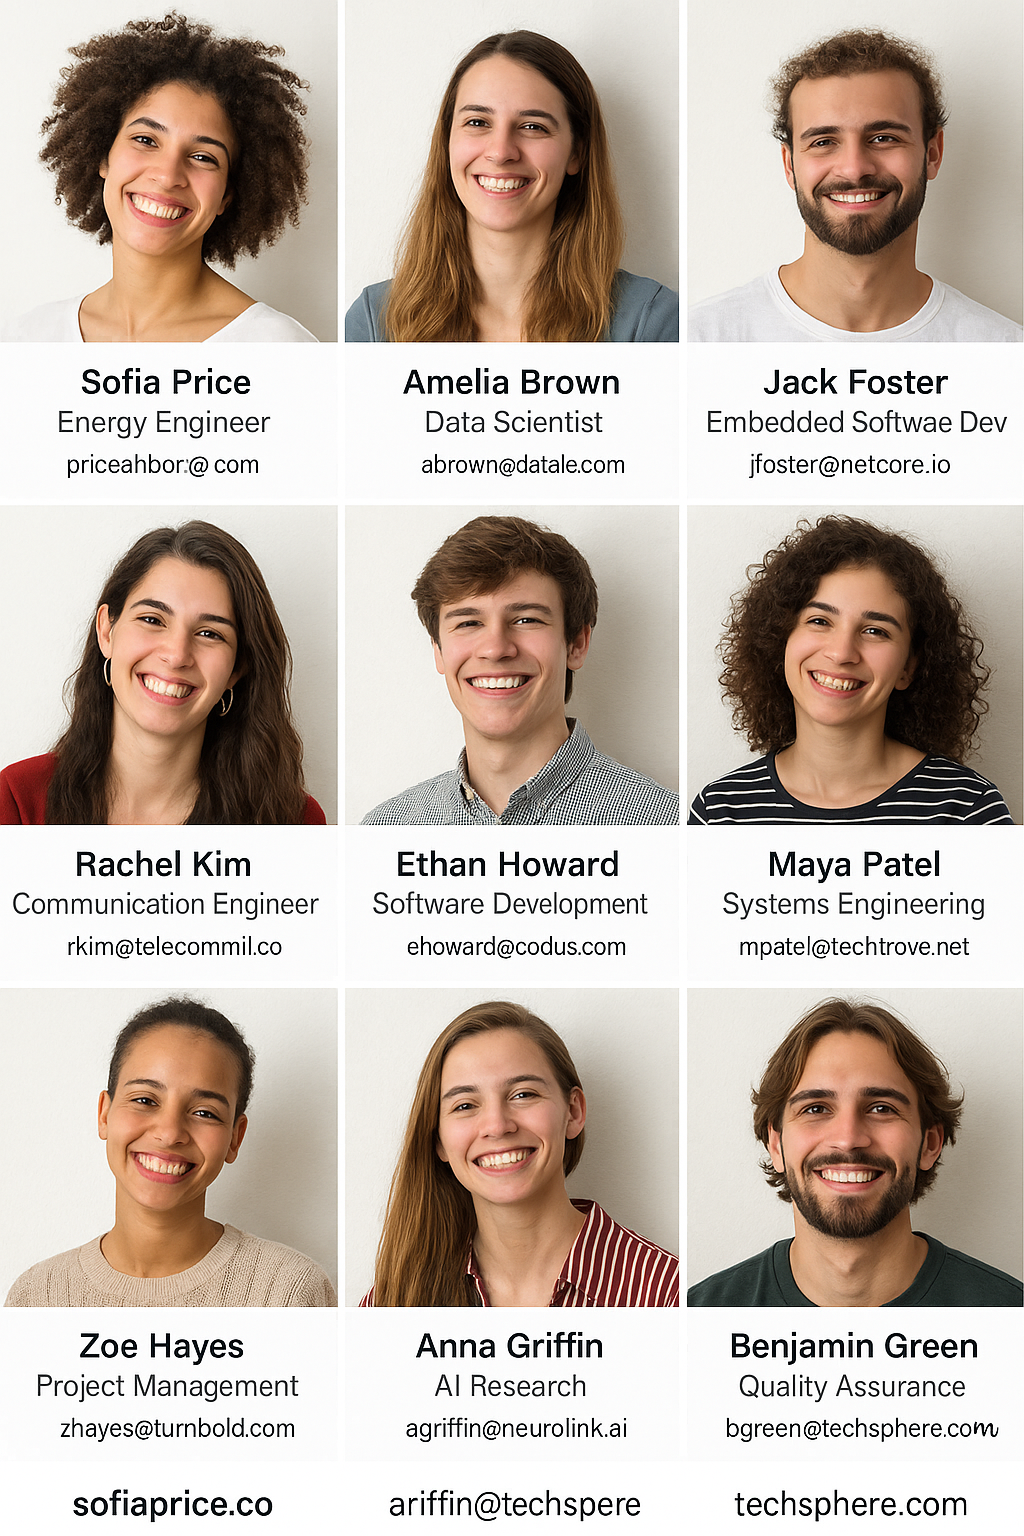 Sofia Price
Energy Engineer
priceahbor:@ com
Amelia Brown
Data Scientist
abrown@datale.com
Jack Foster
Embedded Softwae Dev
jfoster@netcore.io
Rachel Kim
Communication Engineer
rkim@telecommil.co
Ethan Howard
Software Development
ehoward@codus.com
Maya Patel
Systems Engineering
mpatel@techtrove.net
Zoe Hayes
Project Management
zhayes@turnbold.com
Anna Griffin
AI Research
agriffin@neurolink.ai
Benjamin Green
Quality Assurance
bgreen@techsphere.com
sofiaprice.co
ariffin@techspere
techsphere.com